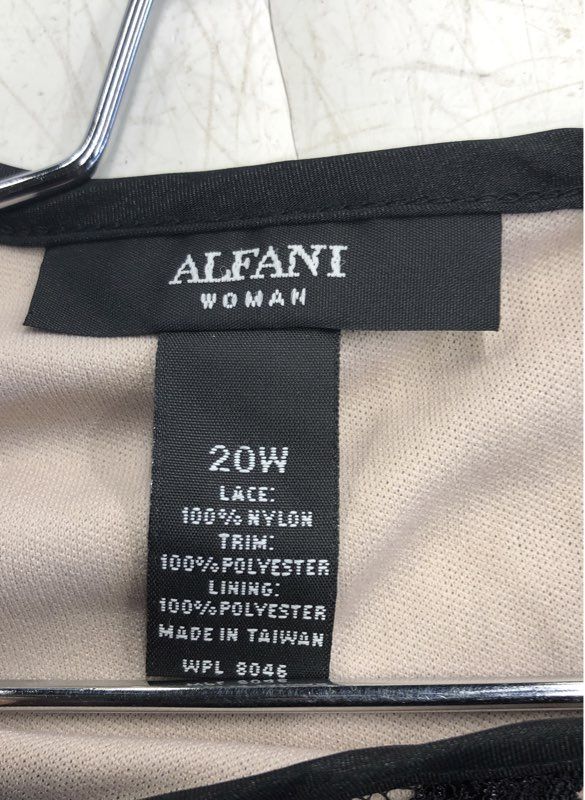 ALFANI
WOMAN
20W
LACE:
100% NYLON
TRIM:
100% POLYESTER
LINING:
100% POLYESTER
MADE IN TAIWAN
WPL 8046